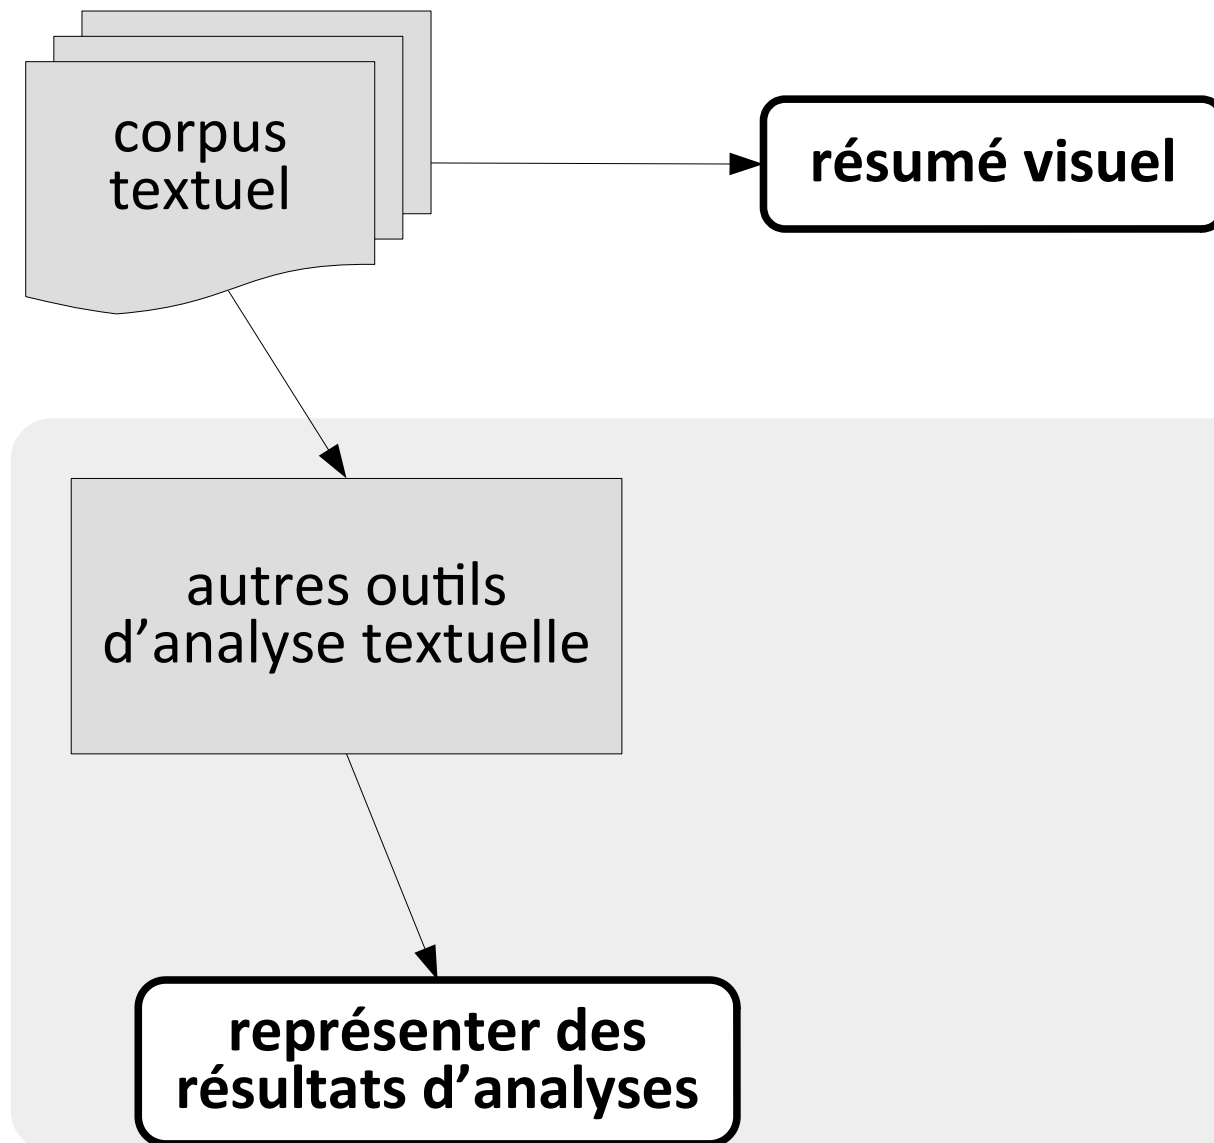 corpus
textuel
résumé visuel
autres outils
d’analyse textuelle
représenter des
résultats d’analyses